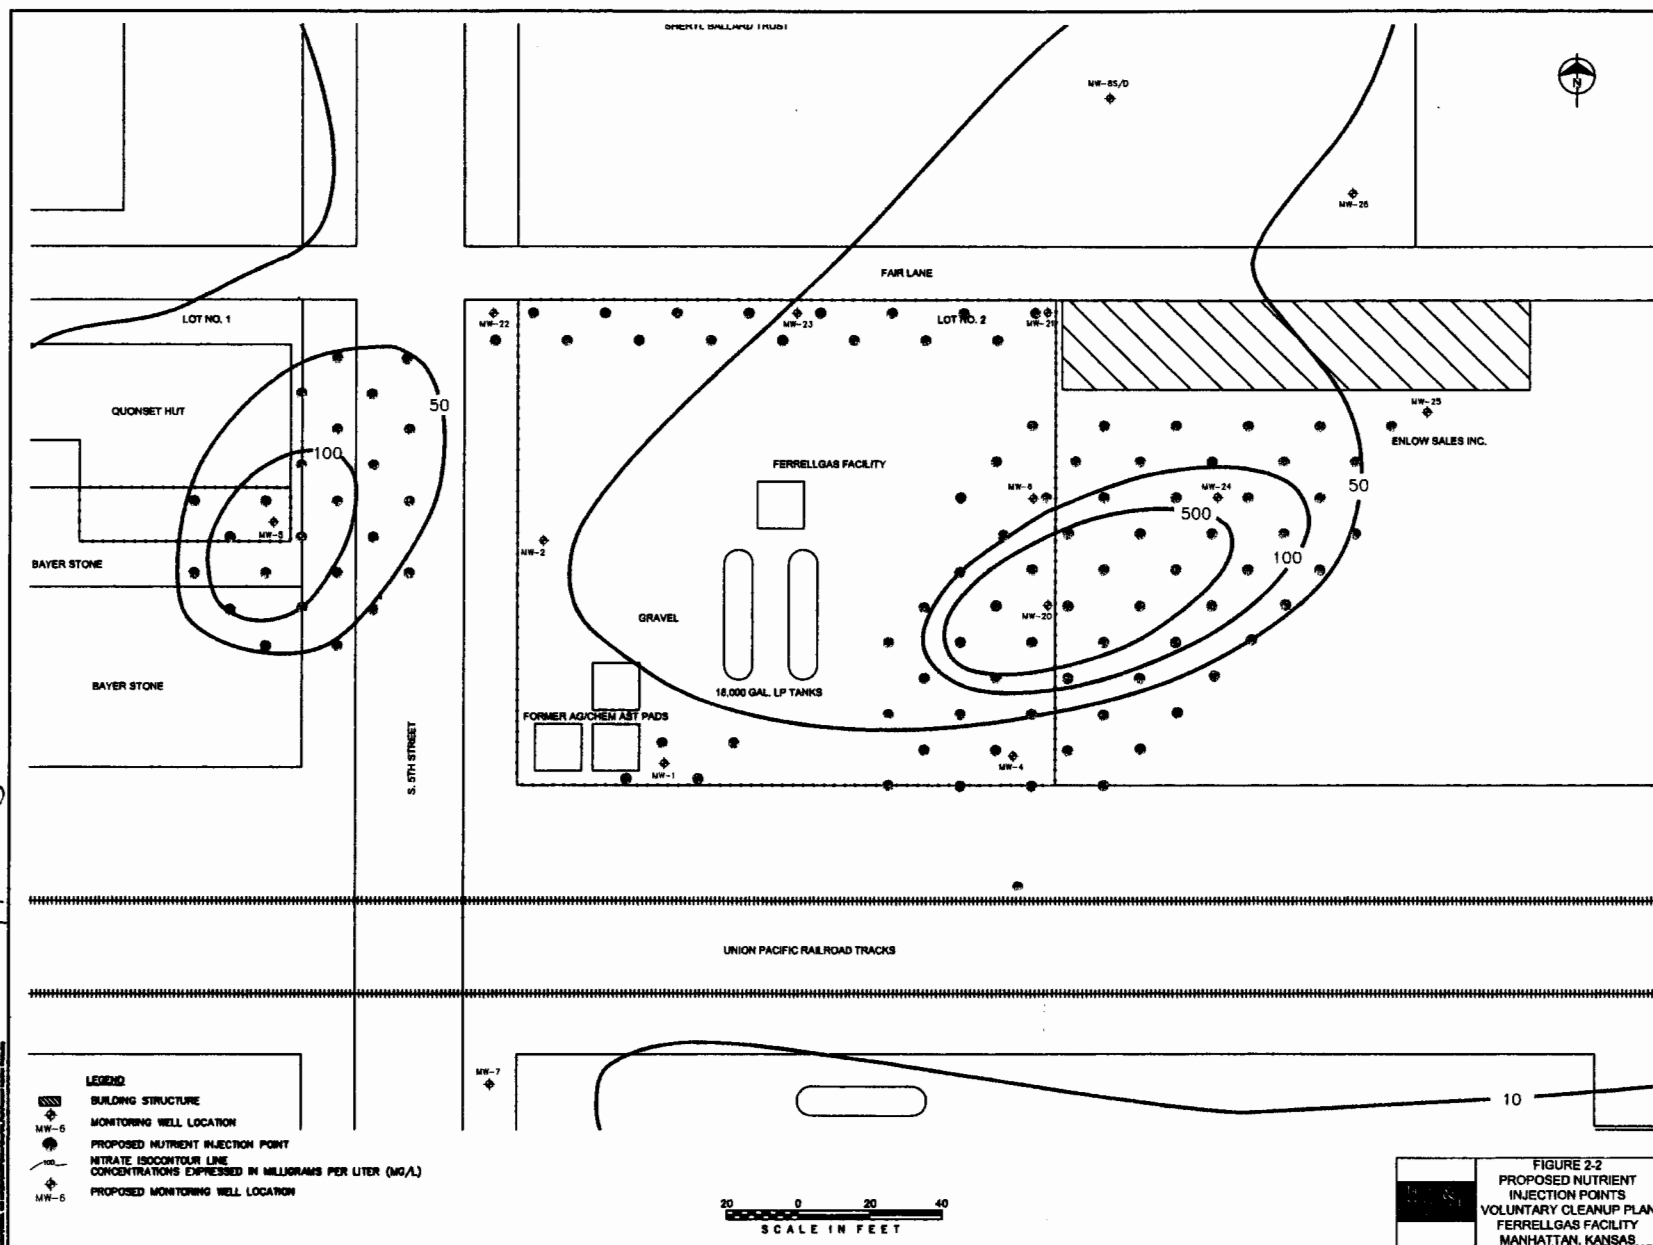 SHERYL BALLARD TRUST
MW-8S/D
N
MW-26
FAIR LANE
LOT NO. 1
MW-22
MW-23
LOT NO. 2
MW-21
QUONSET HUT
50
MW-25
ENLOW SALES INC.
100
FERRELLGAS FACILITY
MW-6
MW-24
50
500
MW-5
MW-2
100
BAYER STONE
GRAVEL
MW-20
BAYER STONE
18,000 GAL. LP TANKS
FORMER AG/CHEM AST PADS
S. 5TH STREET
MW-1
MW-4
UNION PACIFIC RAILROAD TRACKS
MW-7
10
LEGEND
BUILDING STRUCTURE
MW-6
MONITORING WELL LOCATION
PROPOSED NUTRIENT INJECTION POINT
100
NITRATE ISOCONTOUR LINE
CONCENTRATIONS EXPRESSED IN MILLIGRAMS PER LITER (MG/L)
MW-6
PROPOSED MONITORING WELL LOCATION
20 0 20 40
SCALE IN FEET
FIGURE 2-2
PROPOSED NUTRIENT
INJECTION POINTS
VOLUNTARY CLEANUP PLAN
FERRELLGAS FACILITY
MANHATTAN, KANSAS